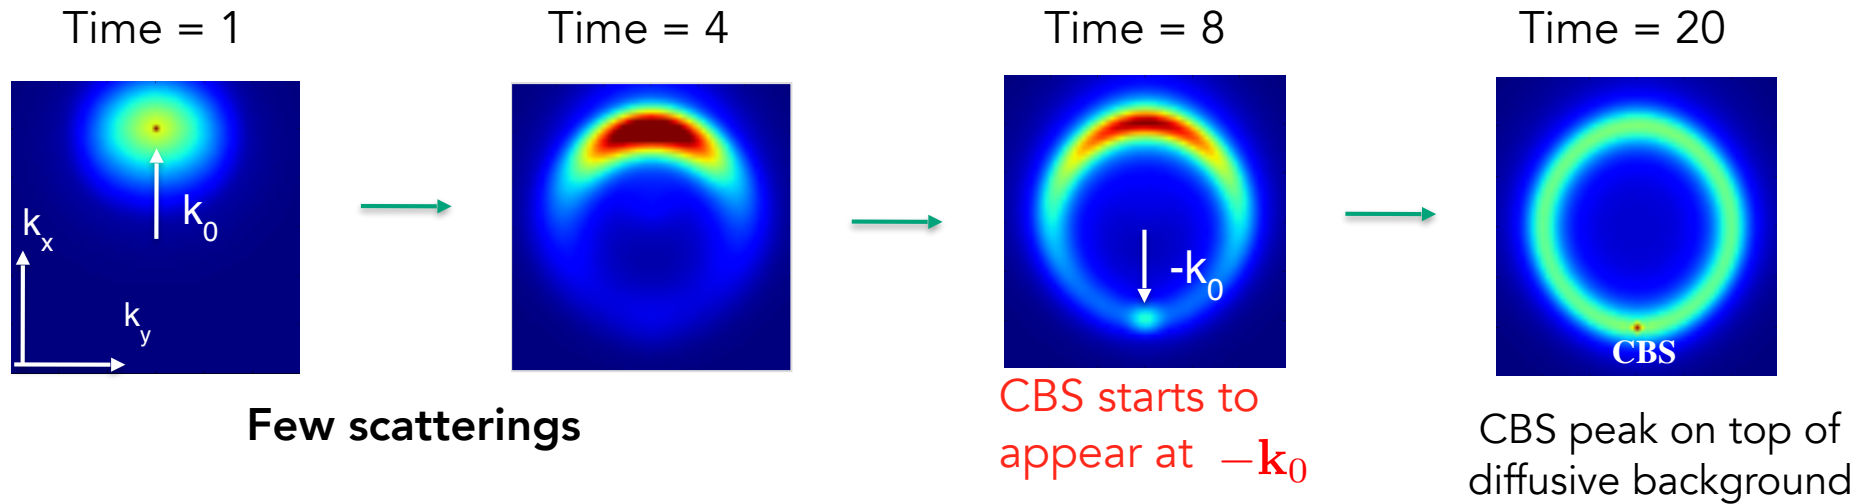 Time = 1
Time = 4
Time = 8
Time = 20
k₀
kₓ
k_y
-k₀
CBS
Few scatterings
CBS starts to
appear at −k₀
CBS peak on top of
diffusive background